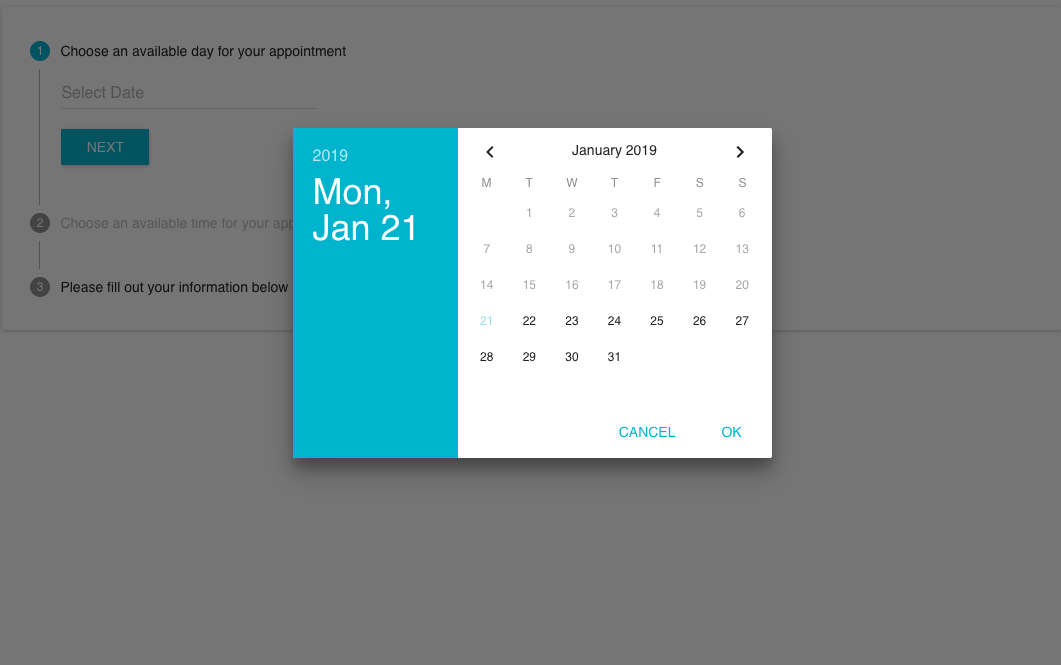 1 Choose an available day for your appointment
Select Date
NEXT
2 Choose an available time for your app
3 Please fill out your information below
2019
Mon,
Jan 21
January 2019
M T W T F S S
1 2 3 4 5 6
7 8 9 10 11 12 13
14 15 16 17 18 19 20
21 22 23 24 25 26 27
28 29 30 31
CANCEL OK